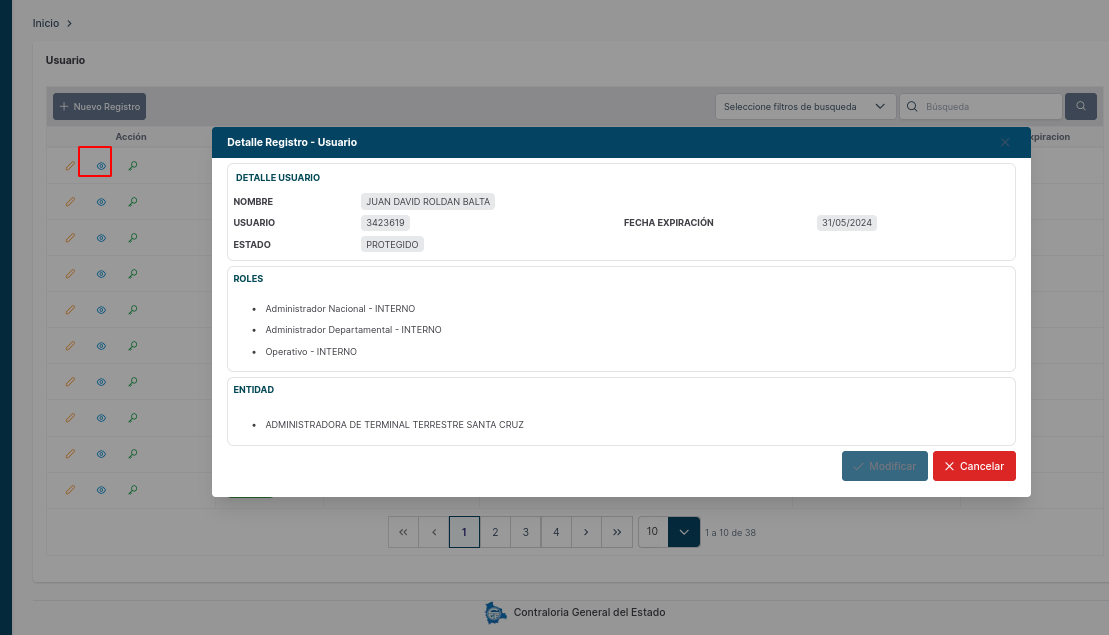 Inicio
Usuario
Nuevo Registro
Seleccione filtros de busqueda
Búsqueda
Acción
Detalle Registro - Usuario
DETALLE USUARIO
NOMBRE JUAN DAVID ROLDAN BALTA
USUARIO 3423619 FECHA EXPIRACIÓN 31/05/2024
ESTADO PROTEGIDO
ROLES
• Administrador Nacional - INTERNO
• Administrador Departamental - INTERNO
• Operativo - INTERNO
ENTIDAD
• ADMINISTRADORA DE TERMINAL TERRESTRE SANTA CRUZ
Modificar Cancelar
« ‹ 1 2 3 4 › » 10 1 a 10 de 38
Contraloria General del Estado